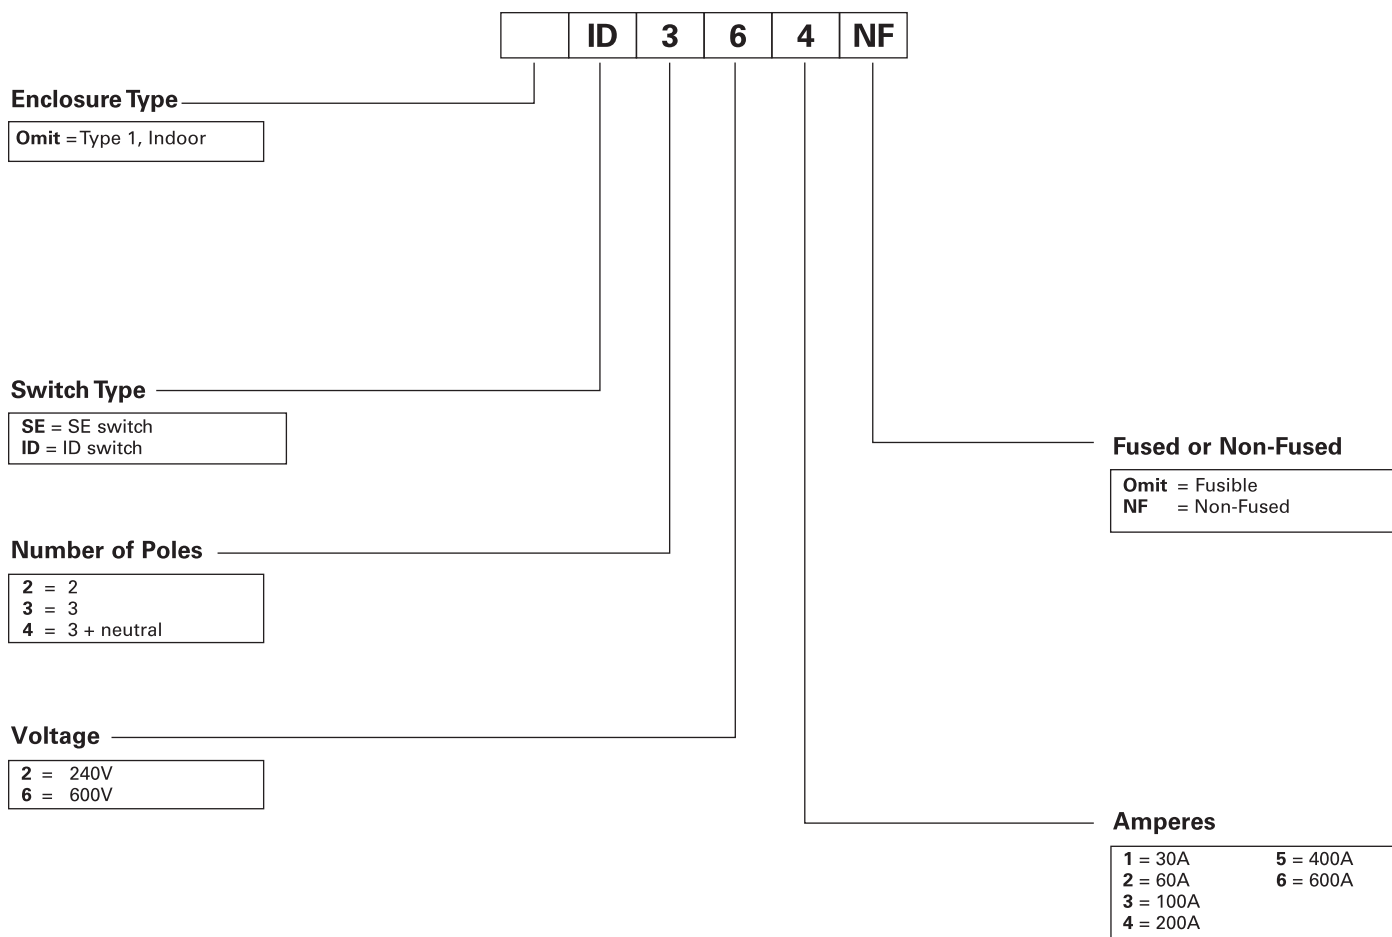 ID 3 6 4 NF
Enclosure Type
Omit = Type 1, Indoor
Switch Type
SE = SE switch
ID = ID switch
Number of Poles
2 = 2
3 = 3
4 = 3 + neutral
Voltage
2 = 240V
6 = 600V
Fused or Non-Fused
Omit = Fusible
NF = Non-Fused
Amperes
1 = 30A 5 = 400A
2 = 60A 6 = 600A
3 = 100A
4 = 200A